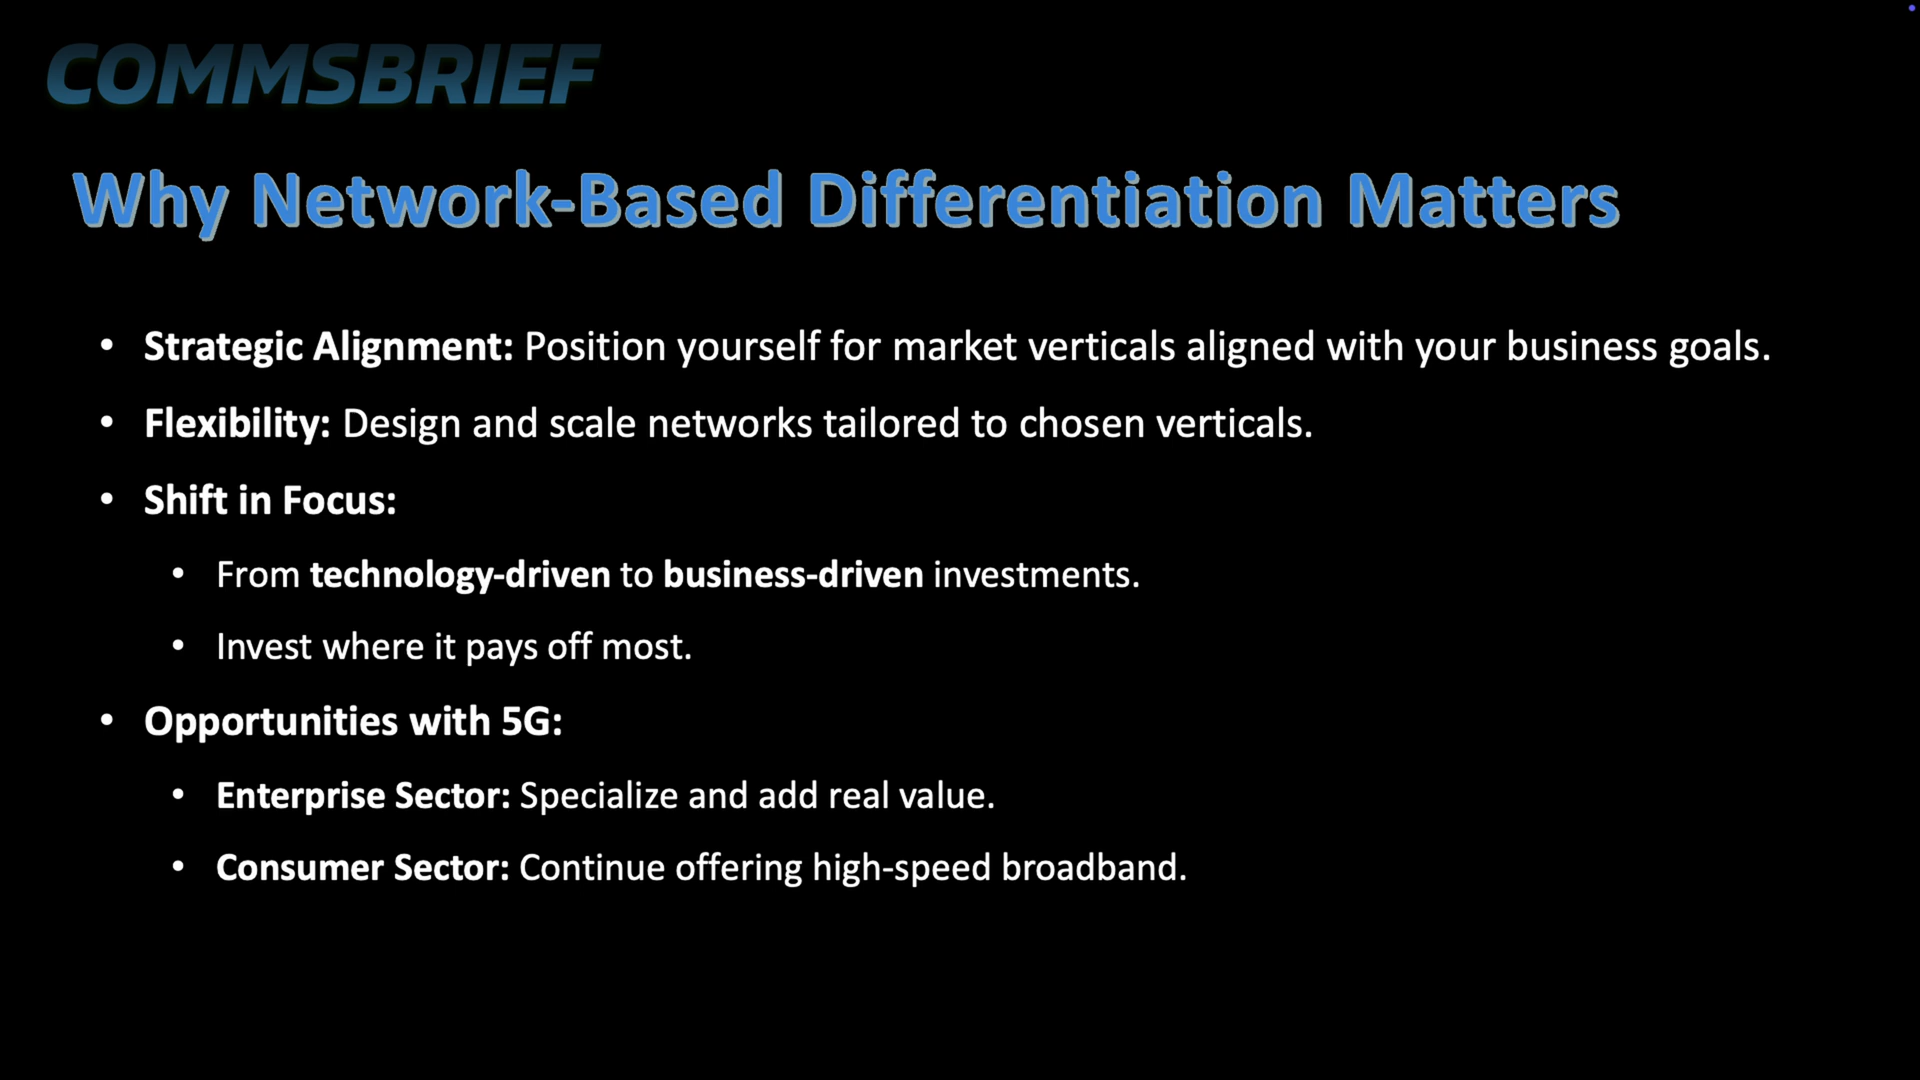 COMMSBRIEF
Why Network-Based Differentiation Matters
• Strategic Alignment: Position yourself for market verticals aligned with your business goals.
• Flexibility: Design and scale networks tailored to chosen verticals.
• Shift in Focus:
• From technology-driven to business-driven investments.
• Invest where it pays off most.
• Opportunities with 5G:
• Enterprise Sector: Specialize and add real value.
• Consumer Sector: Continue offering high-speed broadband.